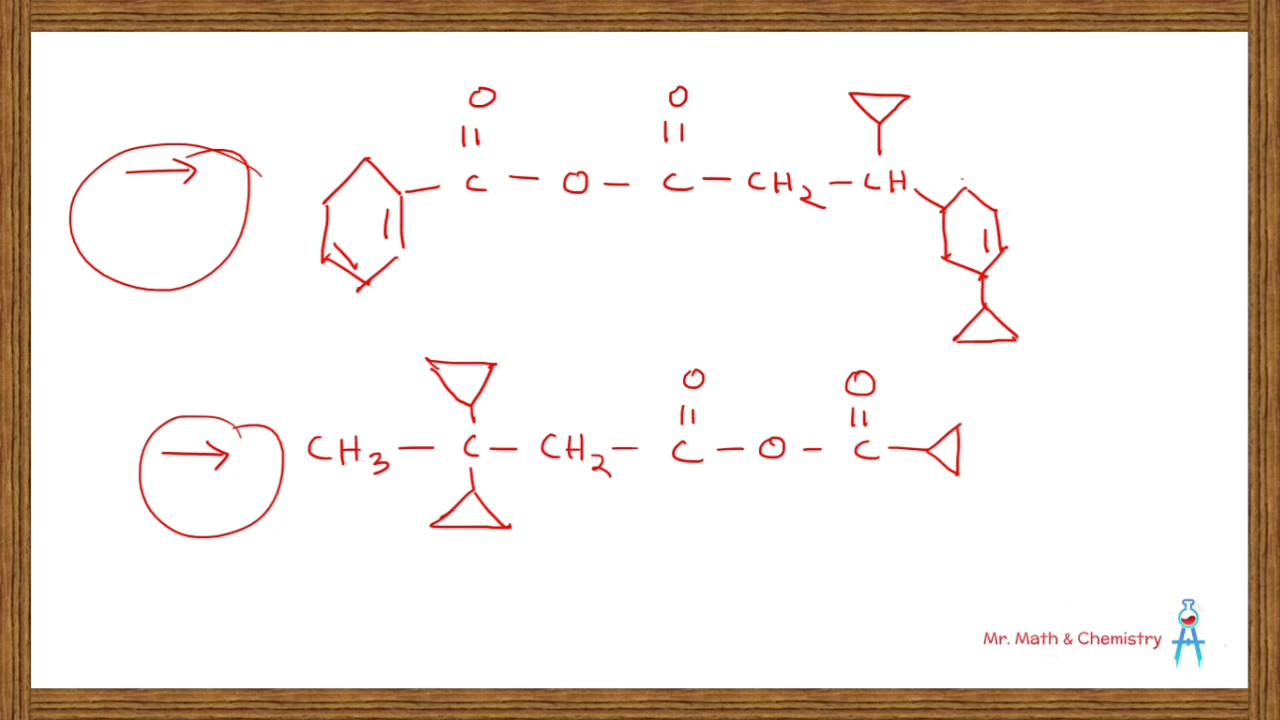 O O
|| ||
C - O - C - CH2 - CH
O O
|| ||
CH3 - C - CH2 - C - O - C
Mr. Math & Chemistry